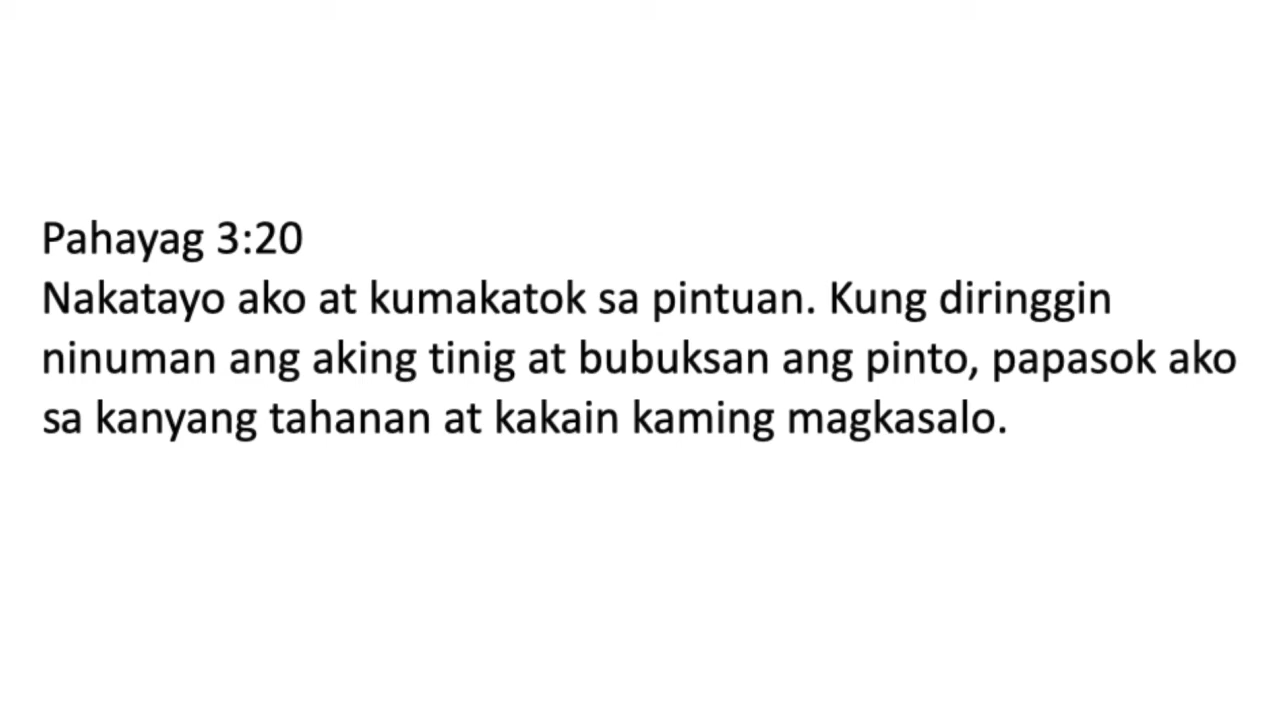 Pahayag 3:20
Nakatayo ako at kumakatok sa pintuan. Kung diringgin
ninuman ang aking tinig at bubuksan ang pinto, papasok ako
sa kanyang tahanan at kakain kaming magkasalo.